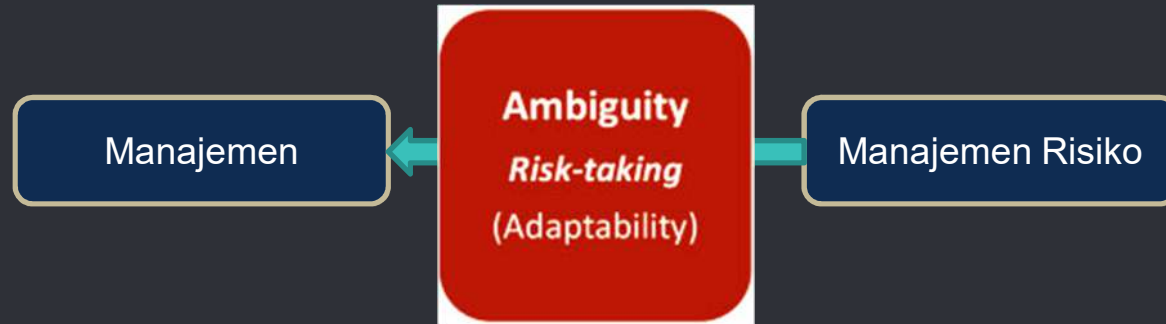 Manajemen
Ambiguity
Risk-taking
(Adaptability)
Manajemen Risiko